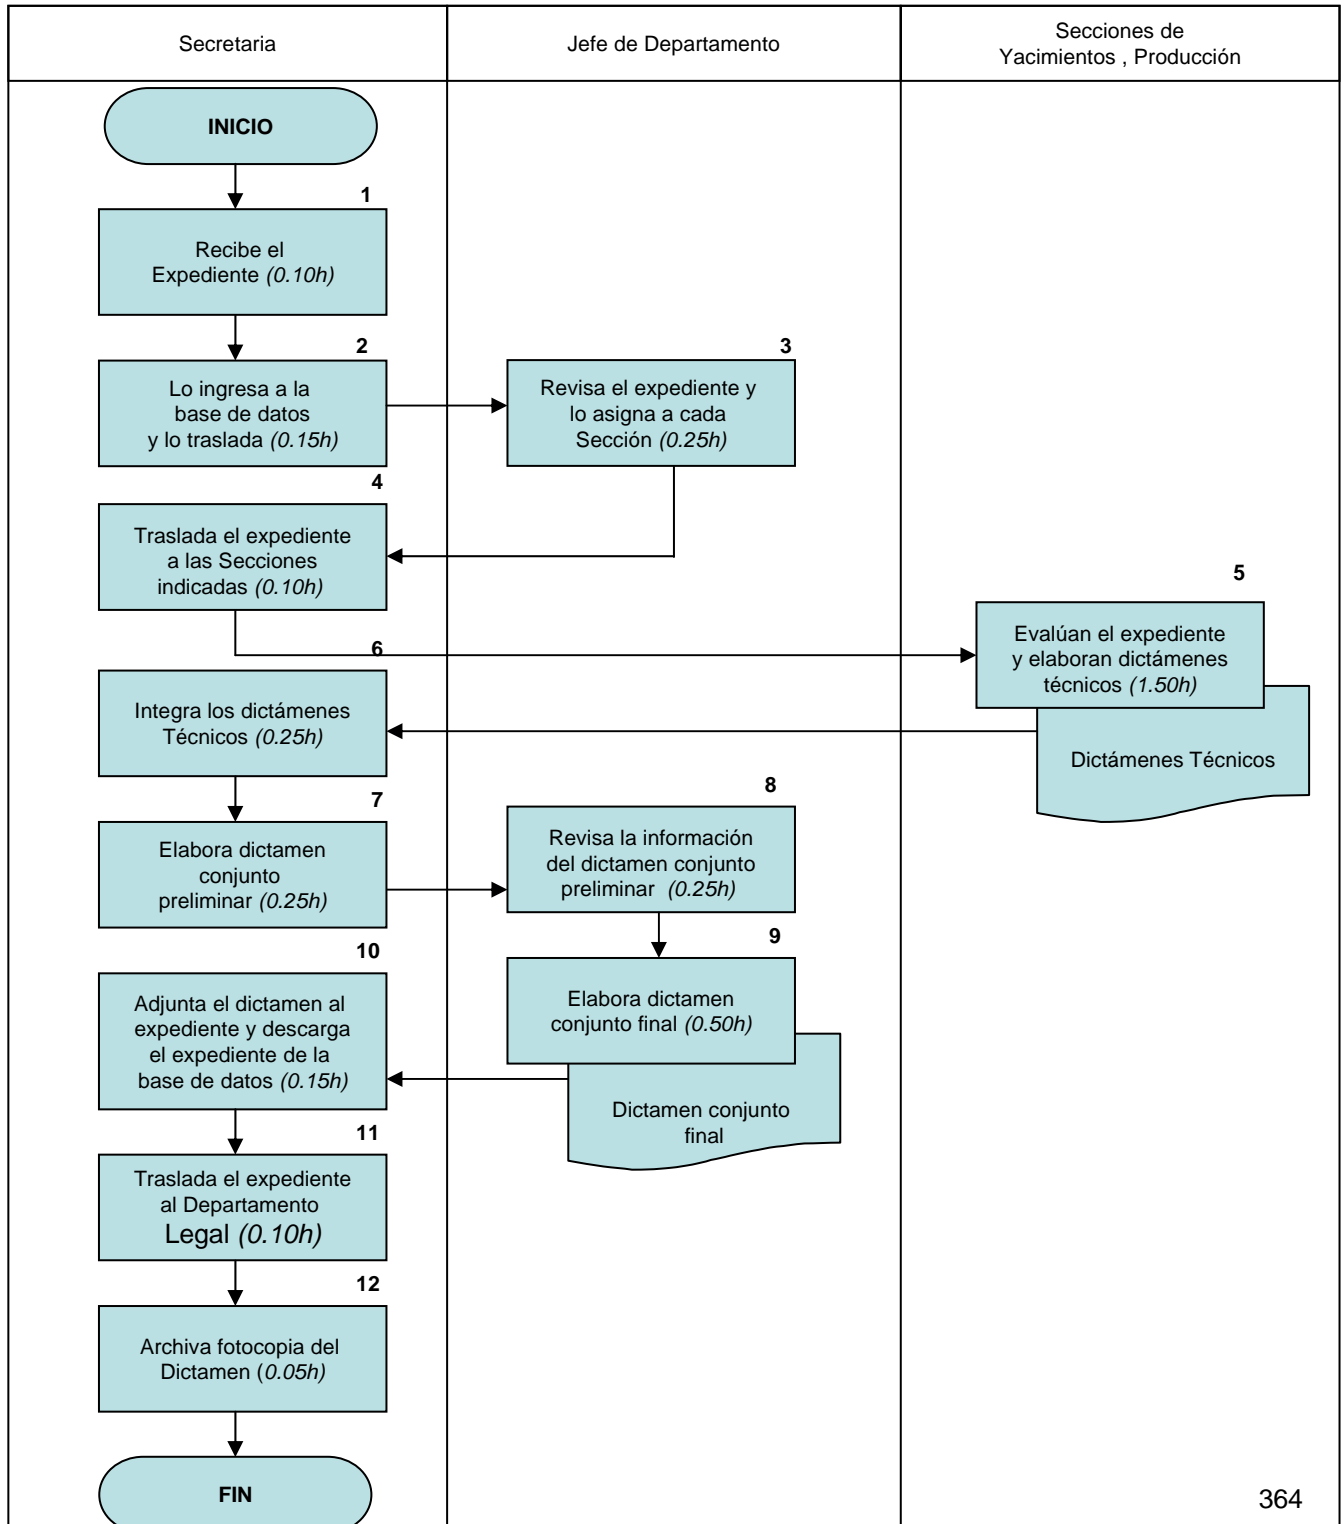 Secretaria
Jefe de Departamento
Secciones de
Yacimientos , Producción
INICIO
1
Recibe el
Expediente (0.10h)
2
Lo ingresa a la
base de datos
y lo traslada (0.15h)
3
Revisa el expediente y
lo asigna a cada
Sección (0.25h)
4
Traslada el expediente
a las Secciones
indicadas (0.10h)
5
Evalúan el expediente
y elaboran dictámenes
técnicos (1.50h)
Dictámenes Técnicos
6
Integra los dictámenes
Técnicos (0.25h)
7
Elabora dictamen
conjunto
preliminar (0.25h)
8
Revisa la información
del dictamen conjunto
preliminar (0.25h)
9
Elabora dictamen
conjunto final (0.50h)
Dictamen conjunto
final
10
Adjunta el dictamen al
expediente y descarga
el expediente de la
base de datos (0.15h)
11
Traslada el expediente
al Departamento
Legal (0.10h)
12
Archiva fotocopia del
Dictamen (0.05h)
FIN
364